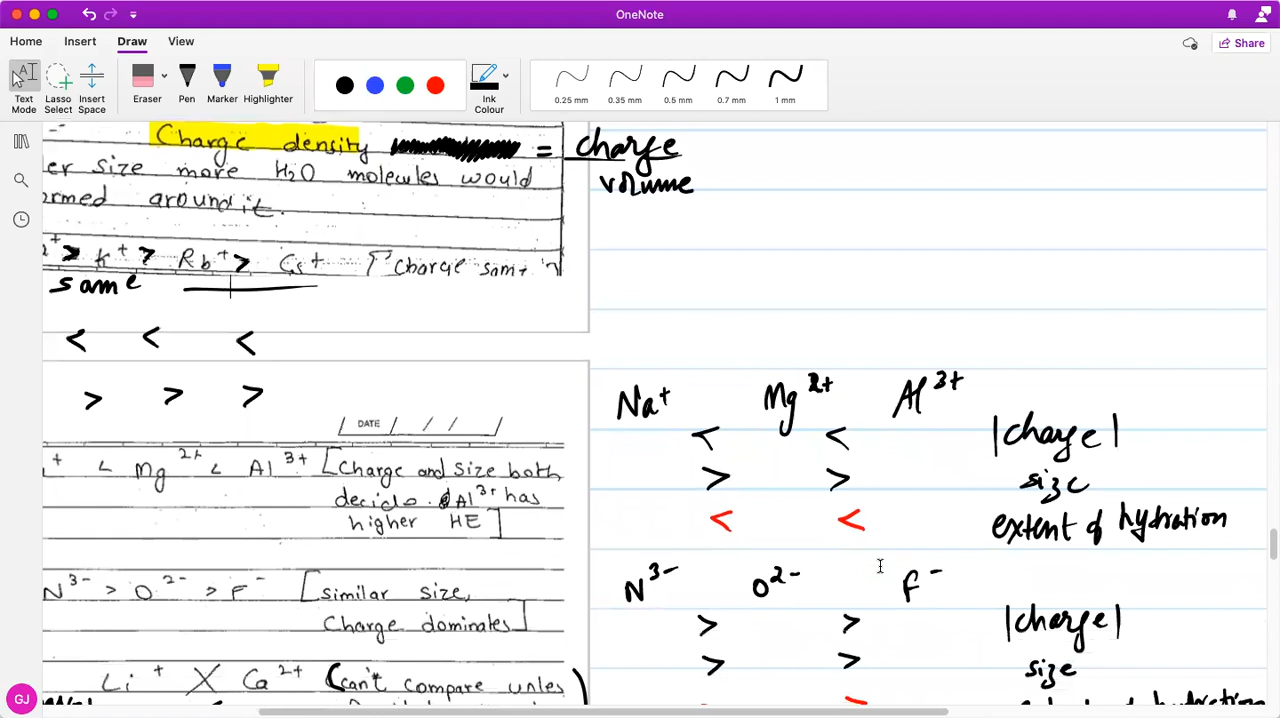 OneNote
Home Insert Draw View
Share
Text Mode
Lasso Select
Insert Space
Eraser
Pen
Marker
Highlighter
Ink Colour
0.25 mm 0.35 mm 0.5 mm 0.7 mm 1 mm
Charge density = charge
volume
er size more H2O molecules would
ormed around it.
+ > K+ > Rb+ > Cs+ [Charge same
same
< < <
> > >
DATE / / /
+ < Mg2+ < Al3+ [Charge and size both
decide. Al3+ has
higher HE]
N3- > O2- > F- [similar size,
Charge dominates]
Li+ X Ca2+ (can't compare unles
Na+ Mg2+ Al3+
< < |charge|
> > size
< < extent of hydration
N3- O2- F-
> > |charge|
> > size
extent of hydration
GJ